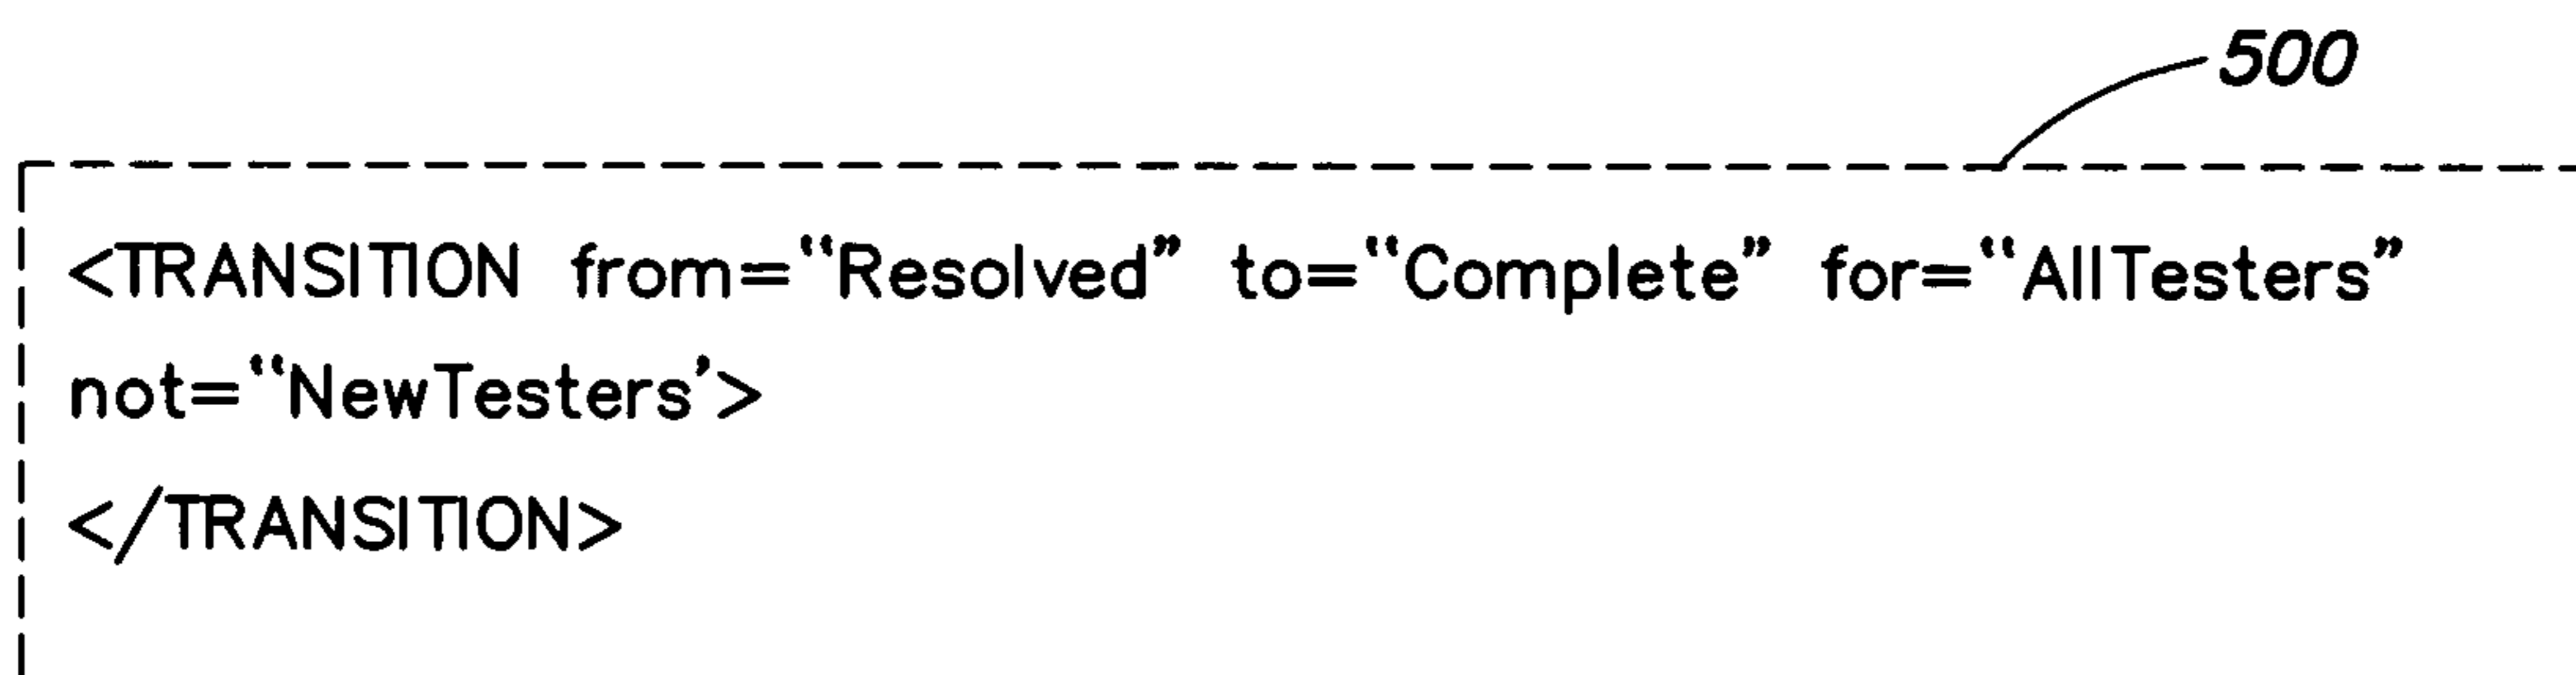 500
<TRANSITION from=“Resolved” to=“Complete” for=“AllTesters”
not=“NewTesters’>
</TRANSITION>